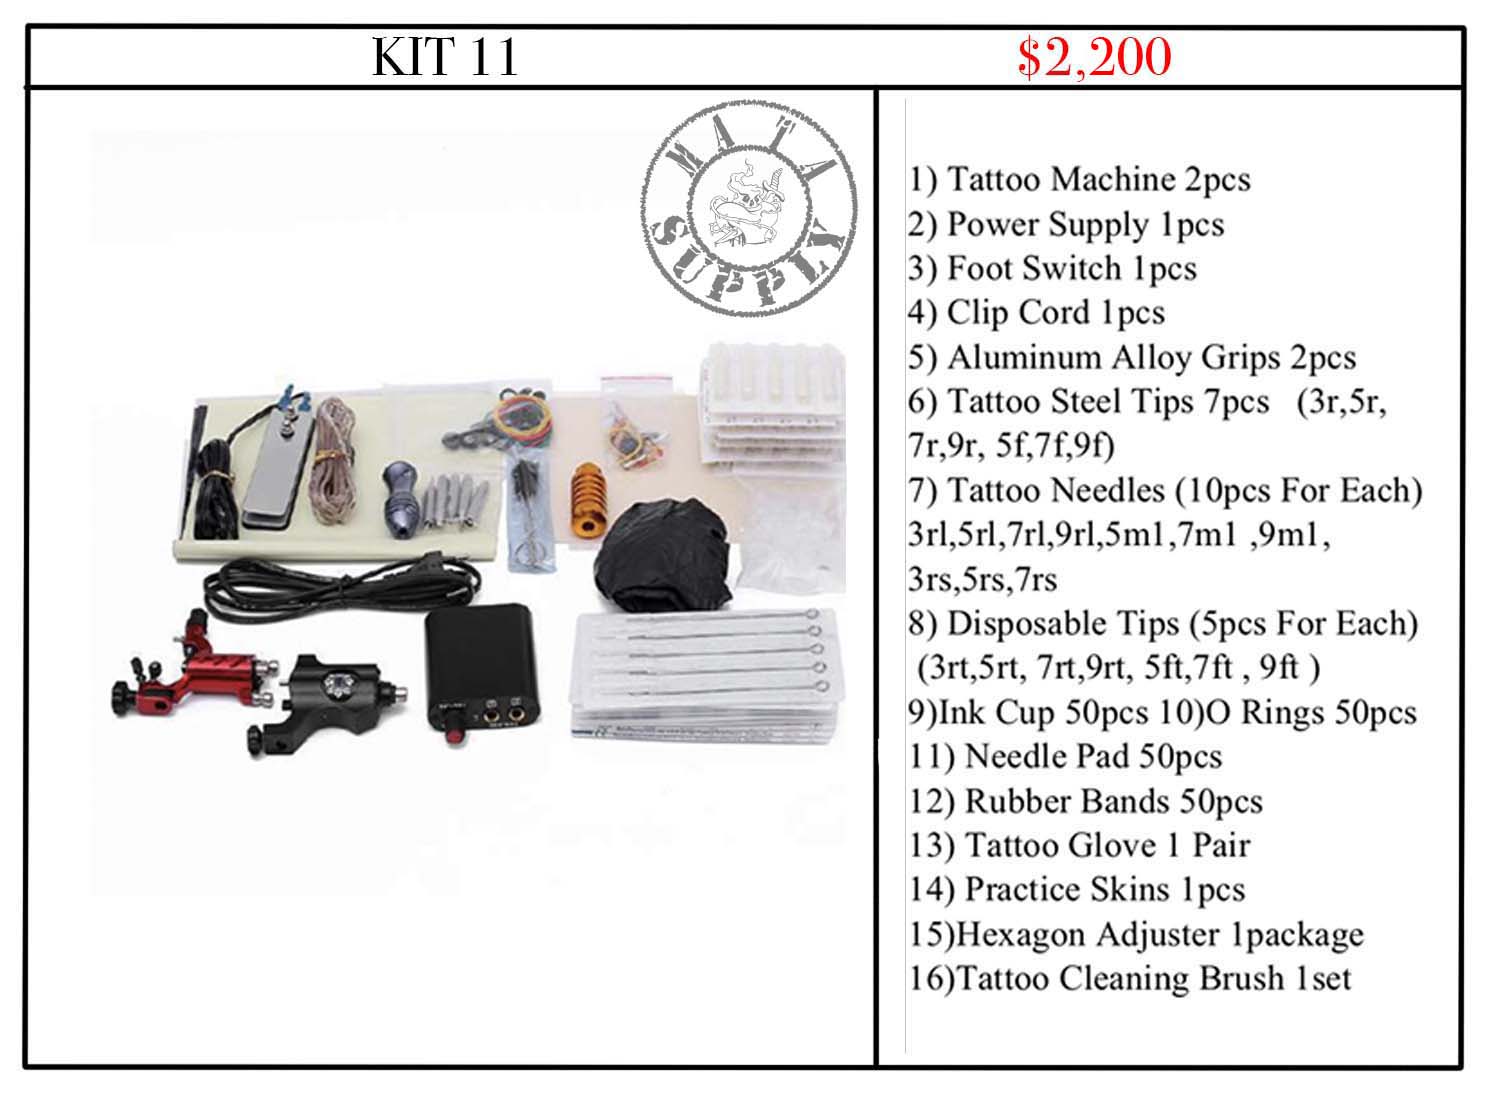 KIT 11
$2,200
MATA
SUPPLY
1) Tattoo Machine 2pcs
2) Power Supply 1pcs
3) Foot Switch 1pcs
4) Clip Cord 1pcs
5) Aluminum Alloy Grips 2pcs
6) Tattoo Steel Tips 7pcs (3r,5r,
7r,9r, 5f,7f,9f)
7) Tattoo Needles (10pcs For Each)
3rl,5rl,7rl,9rl,5m1,7m1 ,9m1,
3rs,5rs,7rs
8) Disposable Tips (5pcs For Each)
(3rt,5rt, 7rt,9rt, 5ft,7ft , 9ft )
9)Ink Cup 50pcs 10)O Rings 50pcs
11) Needle Pad 50pcs
12) Rubber Bands 50pcs
13) Tattoo Glove 1 Pair
14) Practice Skins 1pcs
15)Hexagon Adjuster 1package
16)Tattoo Cleaning Brush 1set